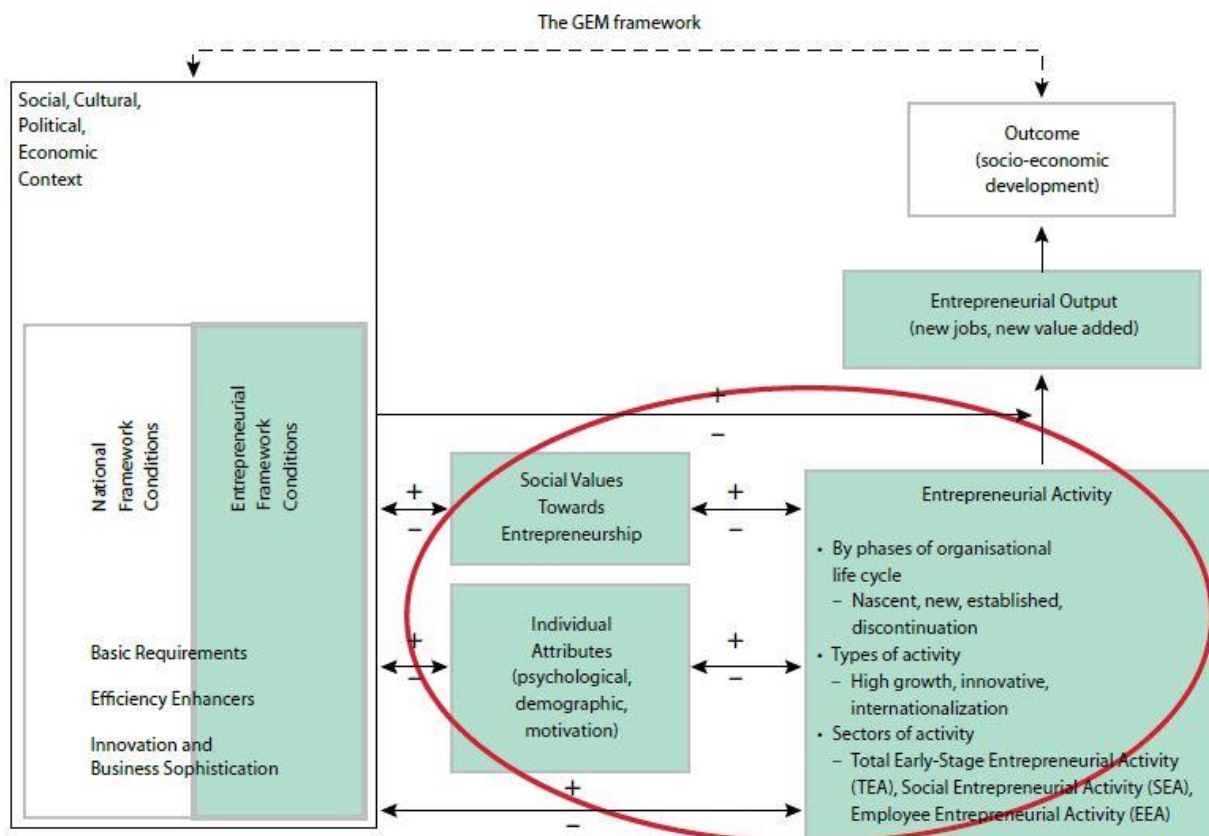 The GEM framework
Social, Cultural,
Political,
Economic
Context
Outcome
(socio-economic
development)
Entrepreneurial Output
(new jobs, new value added)
National
Framework
Conditions
Entrepreneurial
Framework
Conditions
Basic Requirements
Efficiency Enhancers
Innovation and
Business Sophistication
+
−
+
−
Social Values
Towards
Entrepreneurship
+
−
+
−
Individual
Attributes
(psychological,
demographic,
motivation)
+
−
+
−
Entrepreneurial Activity
• By phases of organisational
life cycle
– Nascent, new, established,
discontinuation
• Types of activity
– High growth, innovative,
internationalization
• Sectors of activity
– Total Early-Stage Entrepreneurial Activity
(TEA), Social Entrepreneurial Activity (SEA),
Employee Entrepreneurial Activity (EEA)